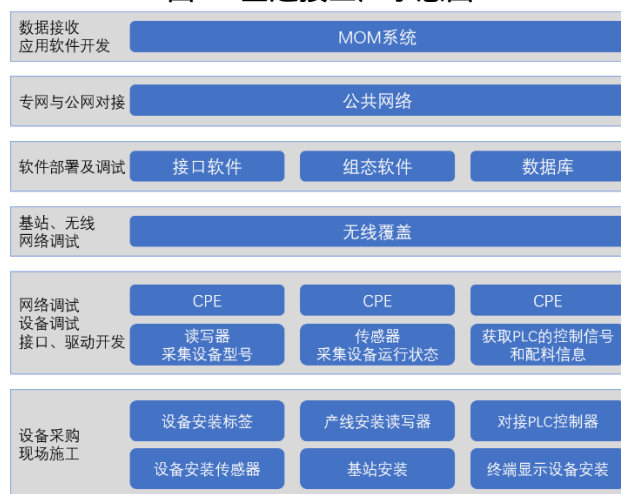 数据接收
应用软件开发
MOM系统
专网与公网对接
公共网络
软件部署及调试
接口软件
组态软件
数据库
基站、无线
网络调试
无线覆盖
网络调试
设备调试
接口、驱动开发
CPE
CPE
CPE
读写器
采集设备型号
传感器
采集设备运行状态
获取PLC的控制信号
和配料信息
设备采购
现场施工
设备安装标签
产线安装读写器
对接PLC控制器
设备安装传感器
基站安装
终端显示设备安装